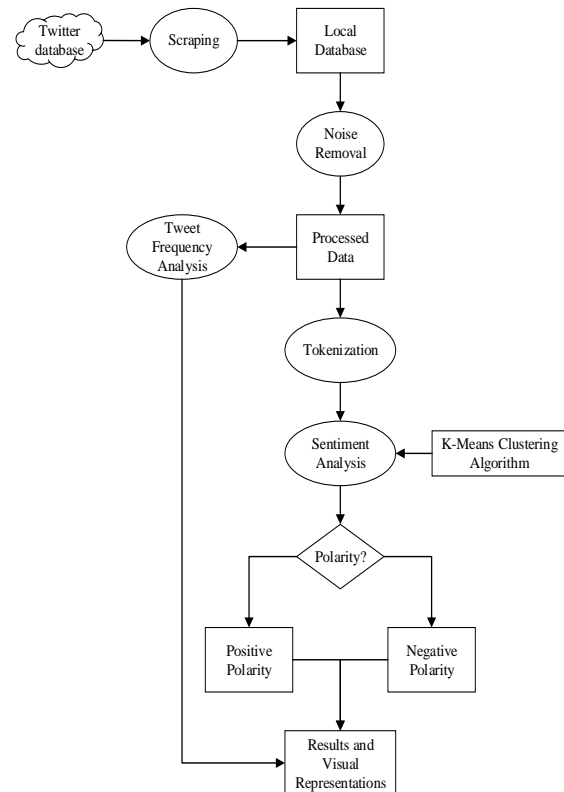 Twitter
database
Scraping
Local
Database
Noise
Removal
Tweet
Frequency
Analysis
Processed
Data
Tokenization
Sentiment
Analysis
K-Means Clustering
Algorithm
Polarity?
Positive
Polarity
Negative
Polarity
Results and
Visual
Representations